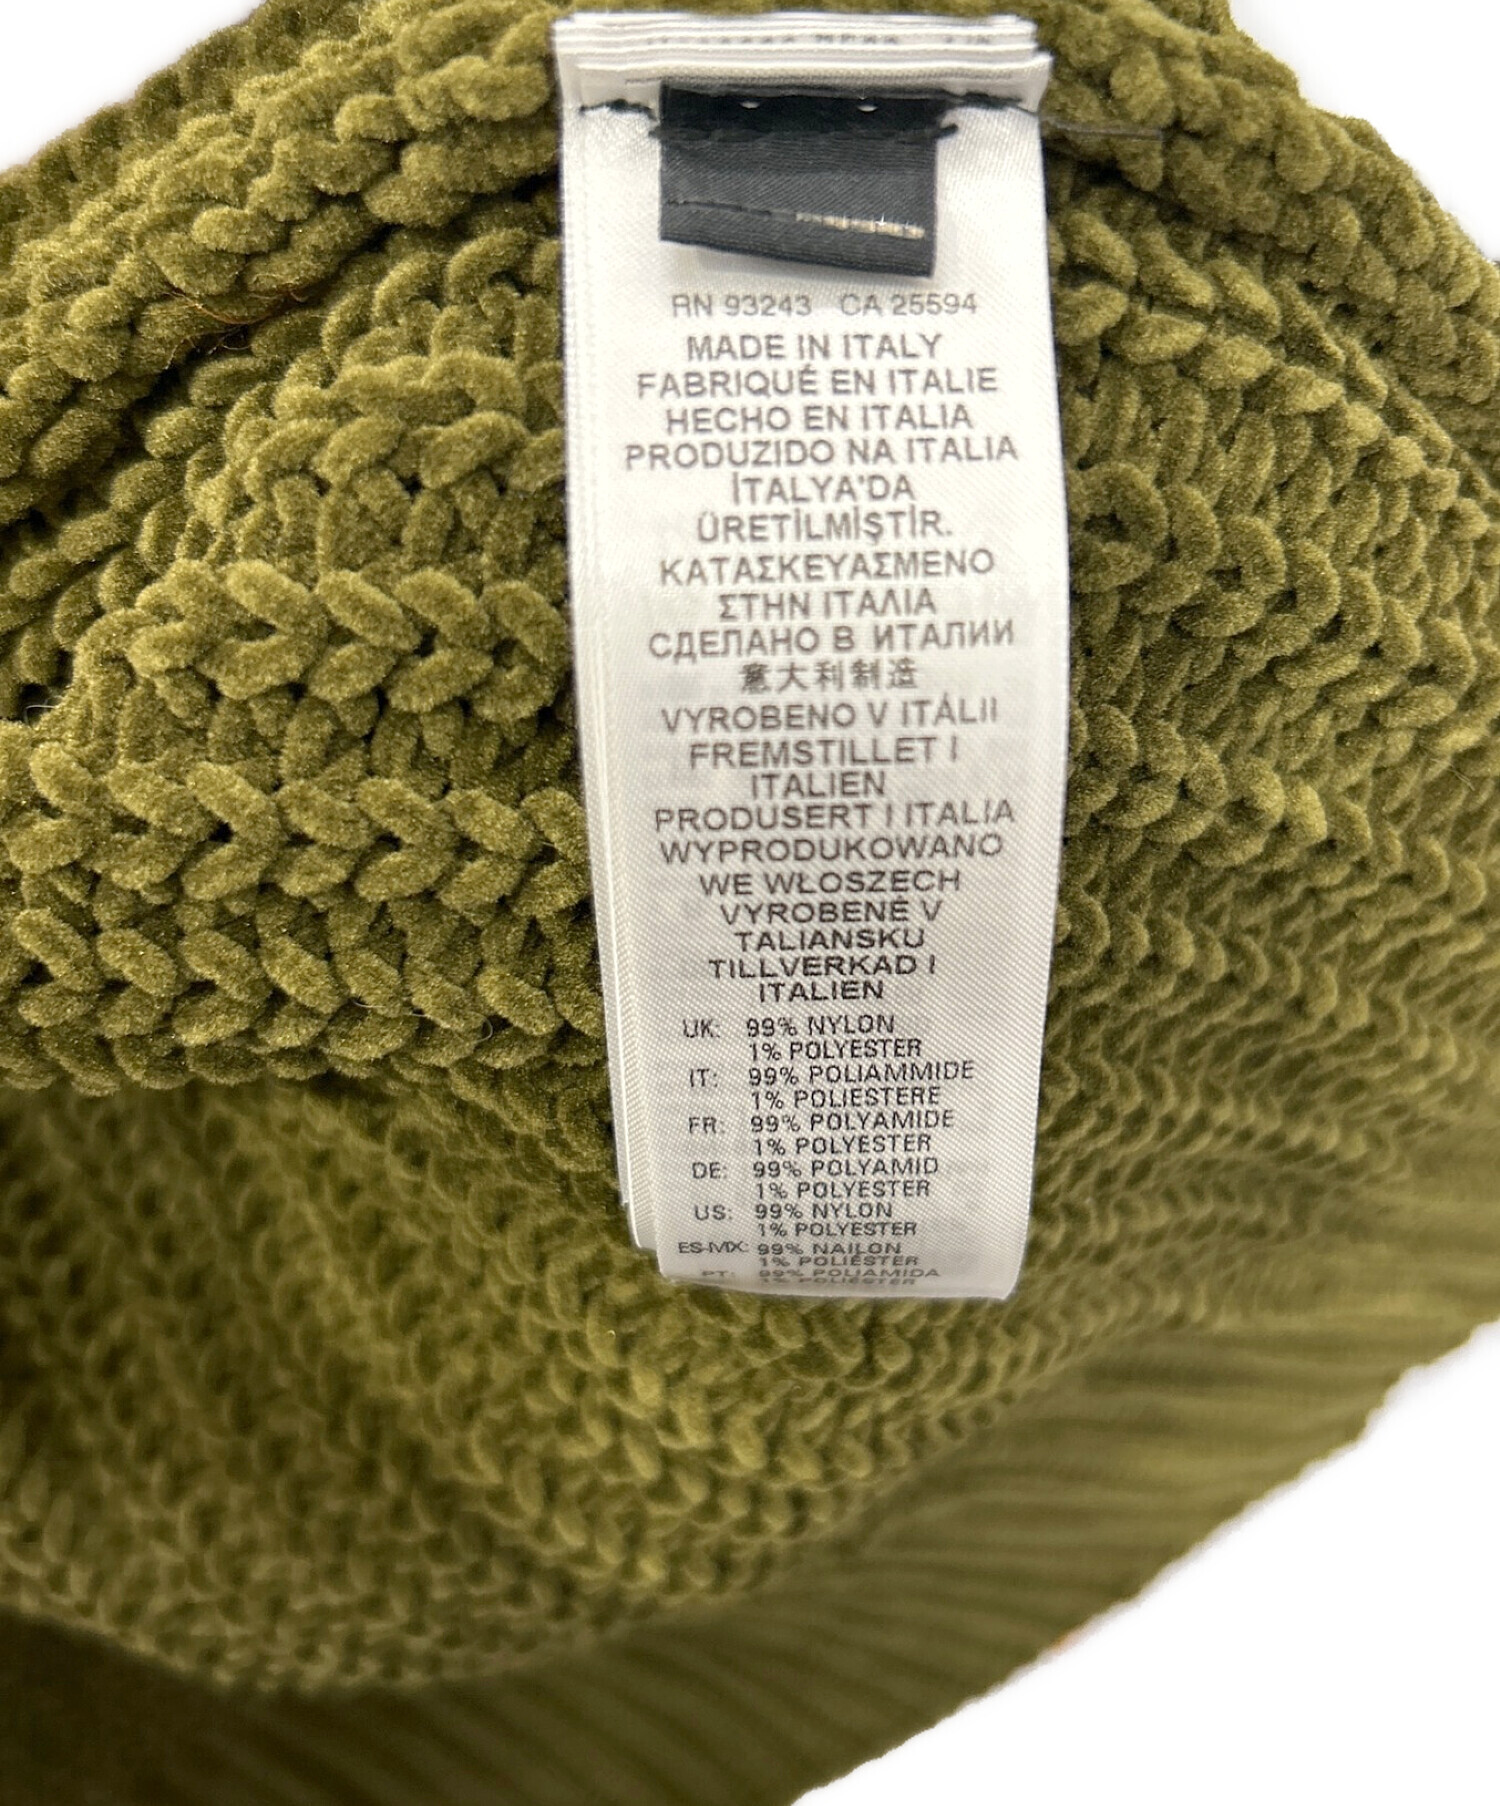 RN 93243 CA 25594
MADE IN ITALY
FABRIQUÉ EN ITALIE
HECHO EN ITALIA
PRODUZIDO NA ITALIA
İTALYA'DA
ÜRETİLMİŞTİR.
ΚΑΤΑΣΚΕΥΑΣΜΕΝΟ
ΣΤΗΝ ΙΤΑΛΙΑ
СДЕЛАНО В ИТАЛИИ
意大利制造
VYROBENO V ITÁLII
FREMSTILLET I
ITALIEN
PRODUSERT I ITALIA
WYPRODUKOWANO
WE WŁOSZECH
VYROBENÉ V
TALIANSKU
TILLVERKAD I
ITALIEN
UK: 99% NYLON
1% POLYESTER
IT: 99% POLIAMMIDE
1% POLIESTERE
FR: 99% POLYAMIDE
1% POLYESTER
DE: 99% POLYAMID
1% POLYESTER
US: 99% NYLON
1% POLYESTER
ES-MX: 99% NAILON
1% POLIÉSTER
PT: 99% POLIAMIDA
1% POLIÉSTER